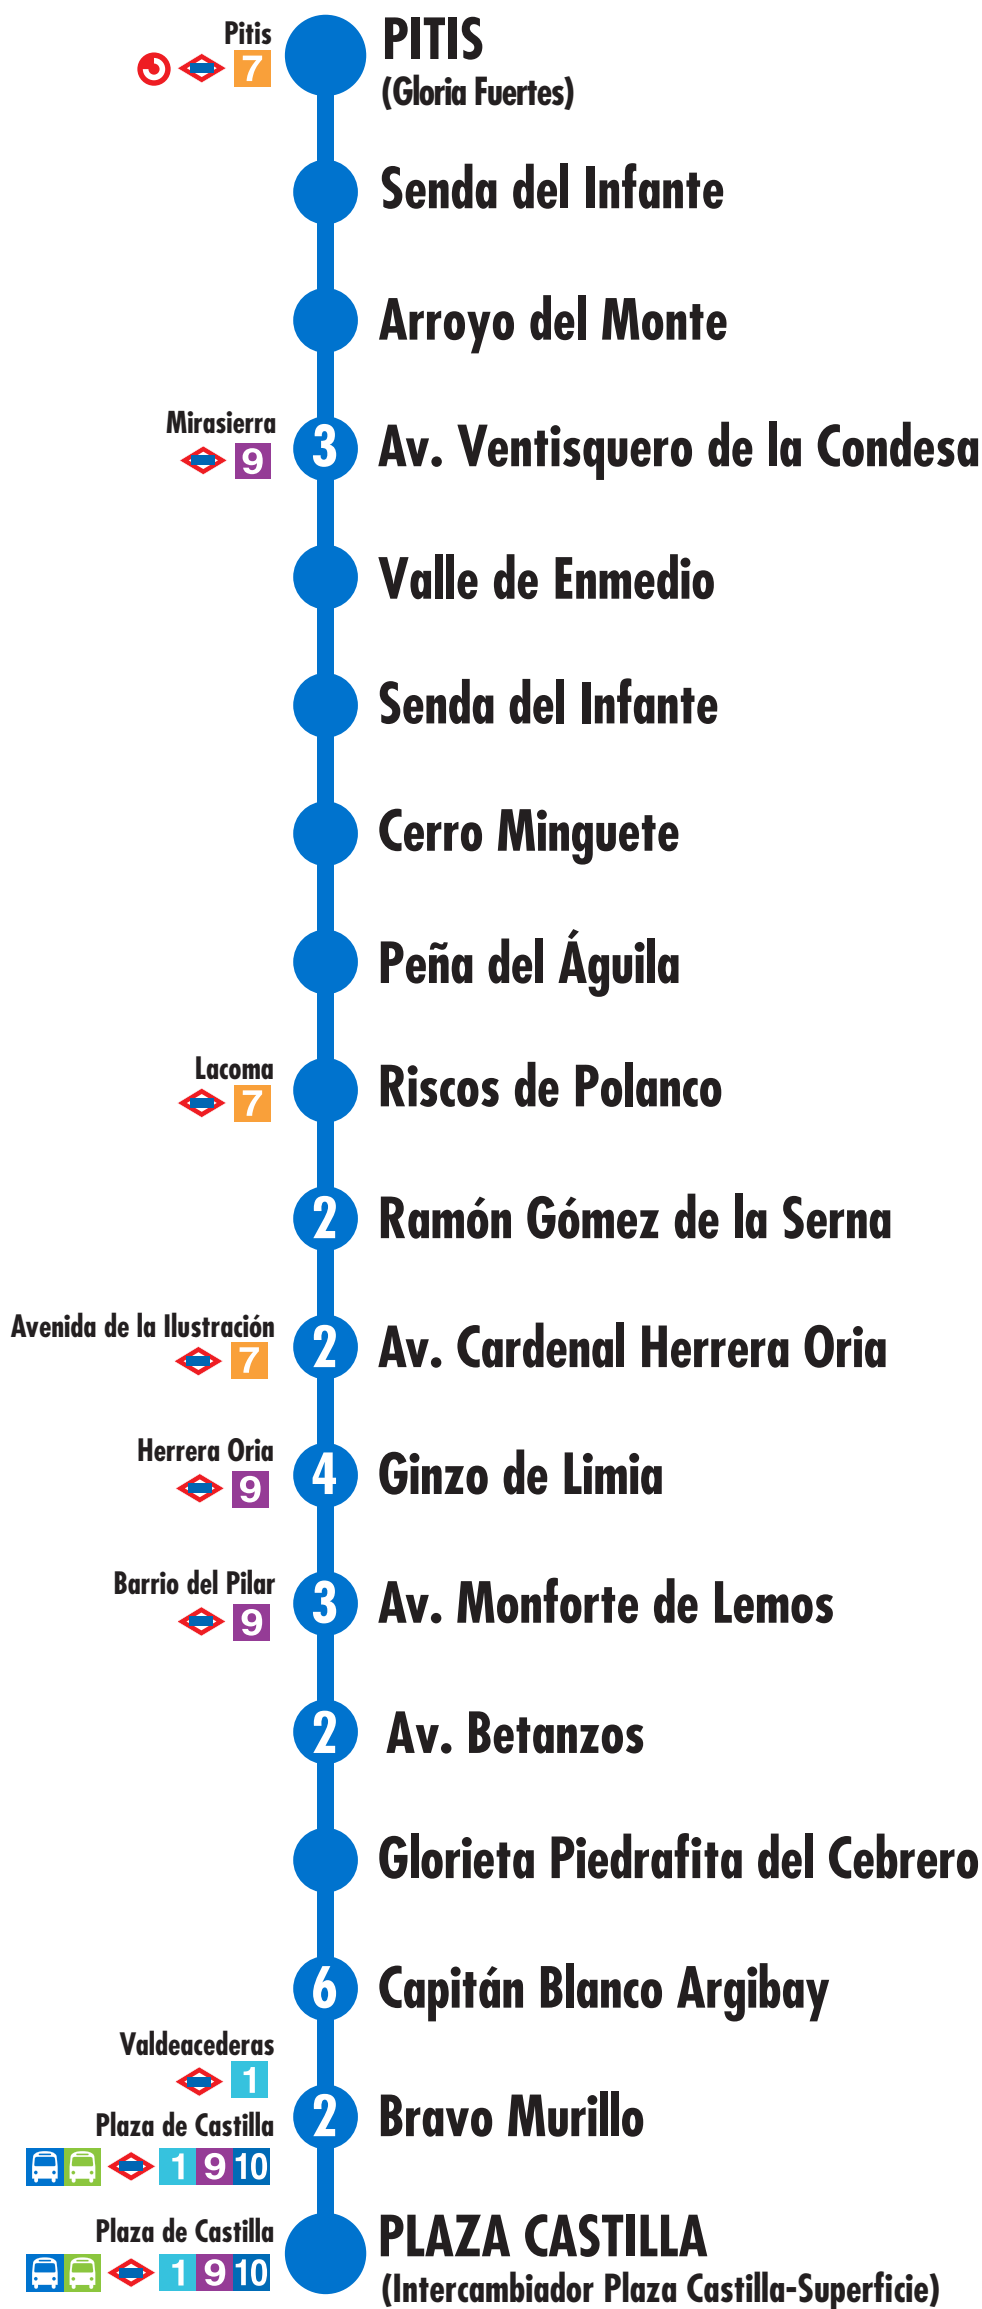 Pitis
7
PITIS
(Gloria Fuertes)
Senda del Infante
Arroyo del Monte
Mirasierra
9
3
Av. Ventisquero de la Condesa
Valle de Enmedio
Senda del Infante
Cerro Minguete
Peña del Águila
Lacoma
7
Riscos de Polanco
2
Ramón Gómez de la Serna
Avenida de la Ilustración
7
2
Av. Cardenal Herrera Oria
Herrera Oria
9
4
Ginzo de Limia
Barrio del Pilar
9
3
Av. Monforte de Lemos
2
Av. Betanzos
Glorieta Piedrafita del Cebrero
6
Capitán Blanco Argibay
Valdeacederas
1
Plaza de Castilla
1 9 10
2
Bravo Murillo
Plaza de Castilla
1 9 10
PLAZA CASTILLA
(Intercambiador Plaza Castilla-Superficie)